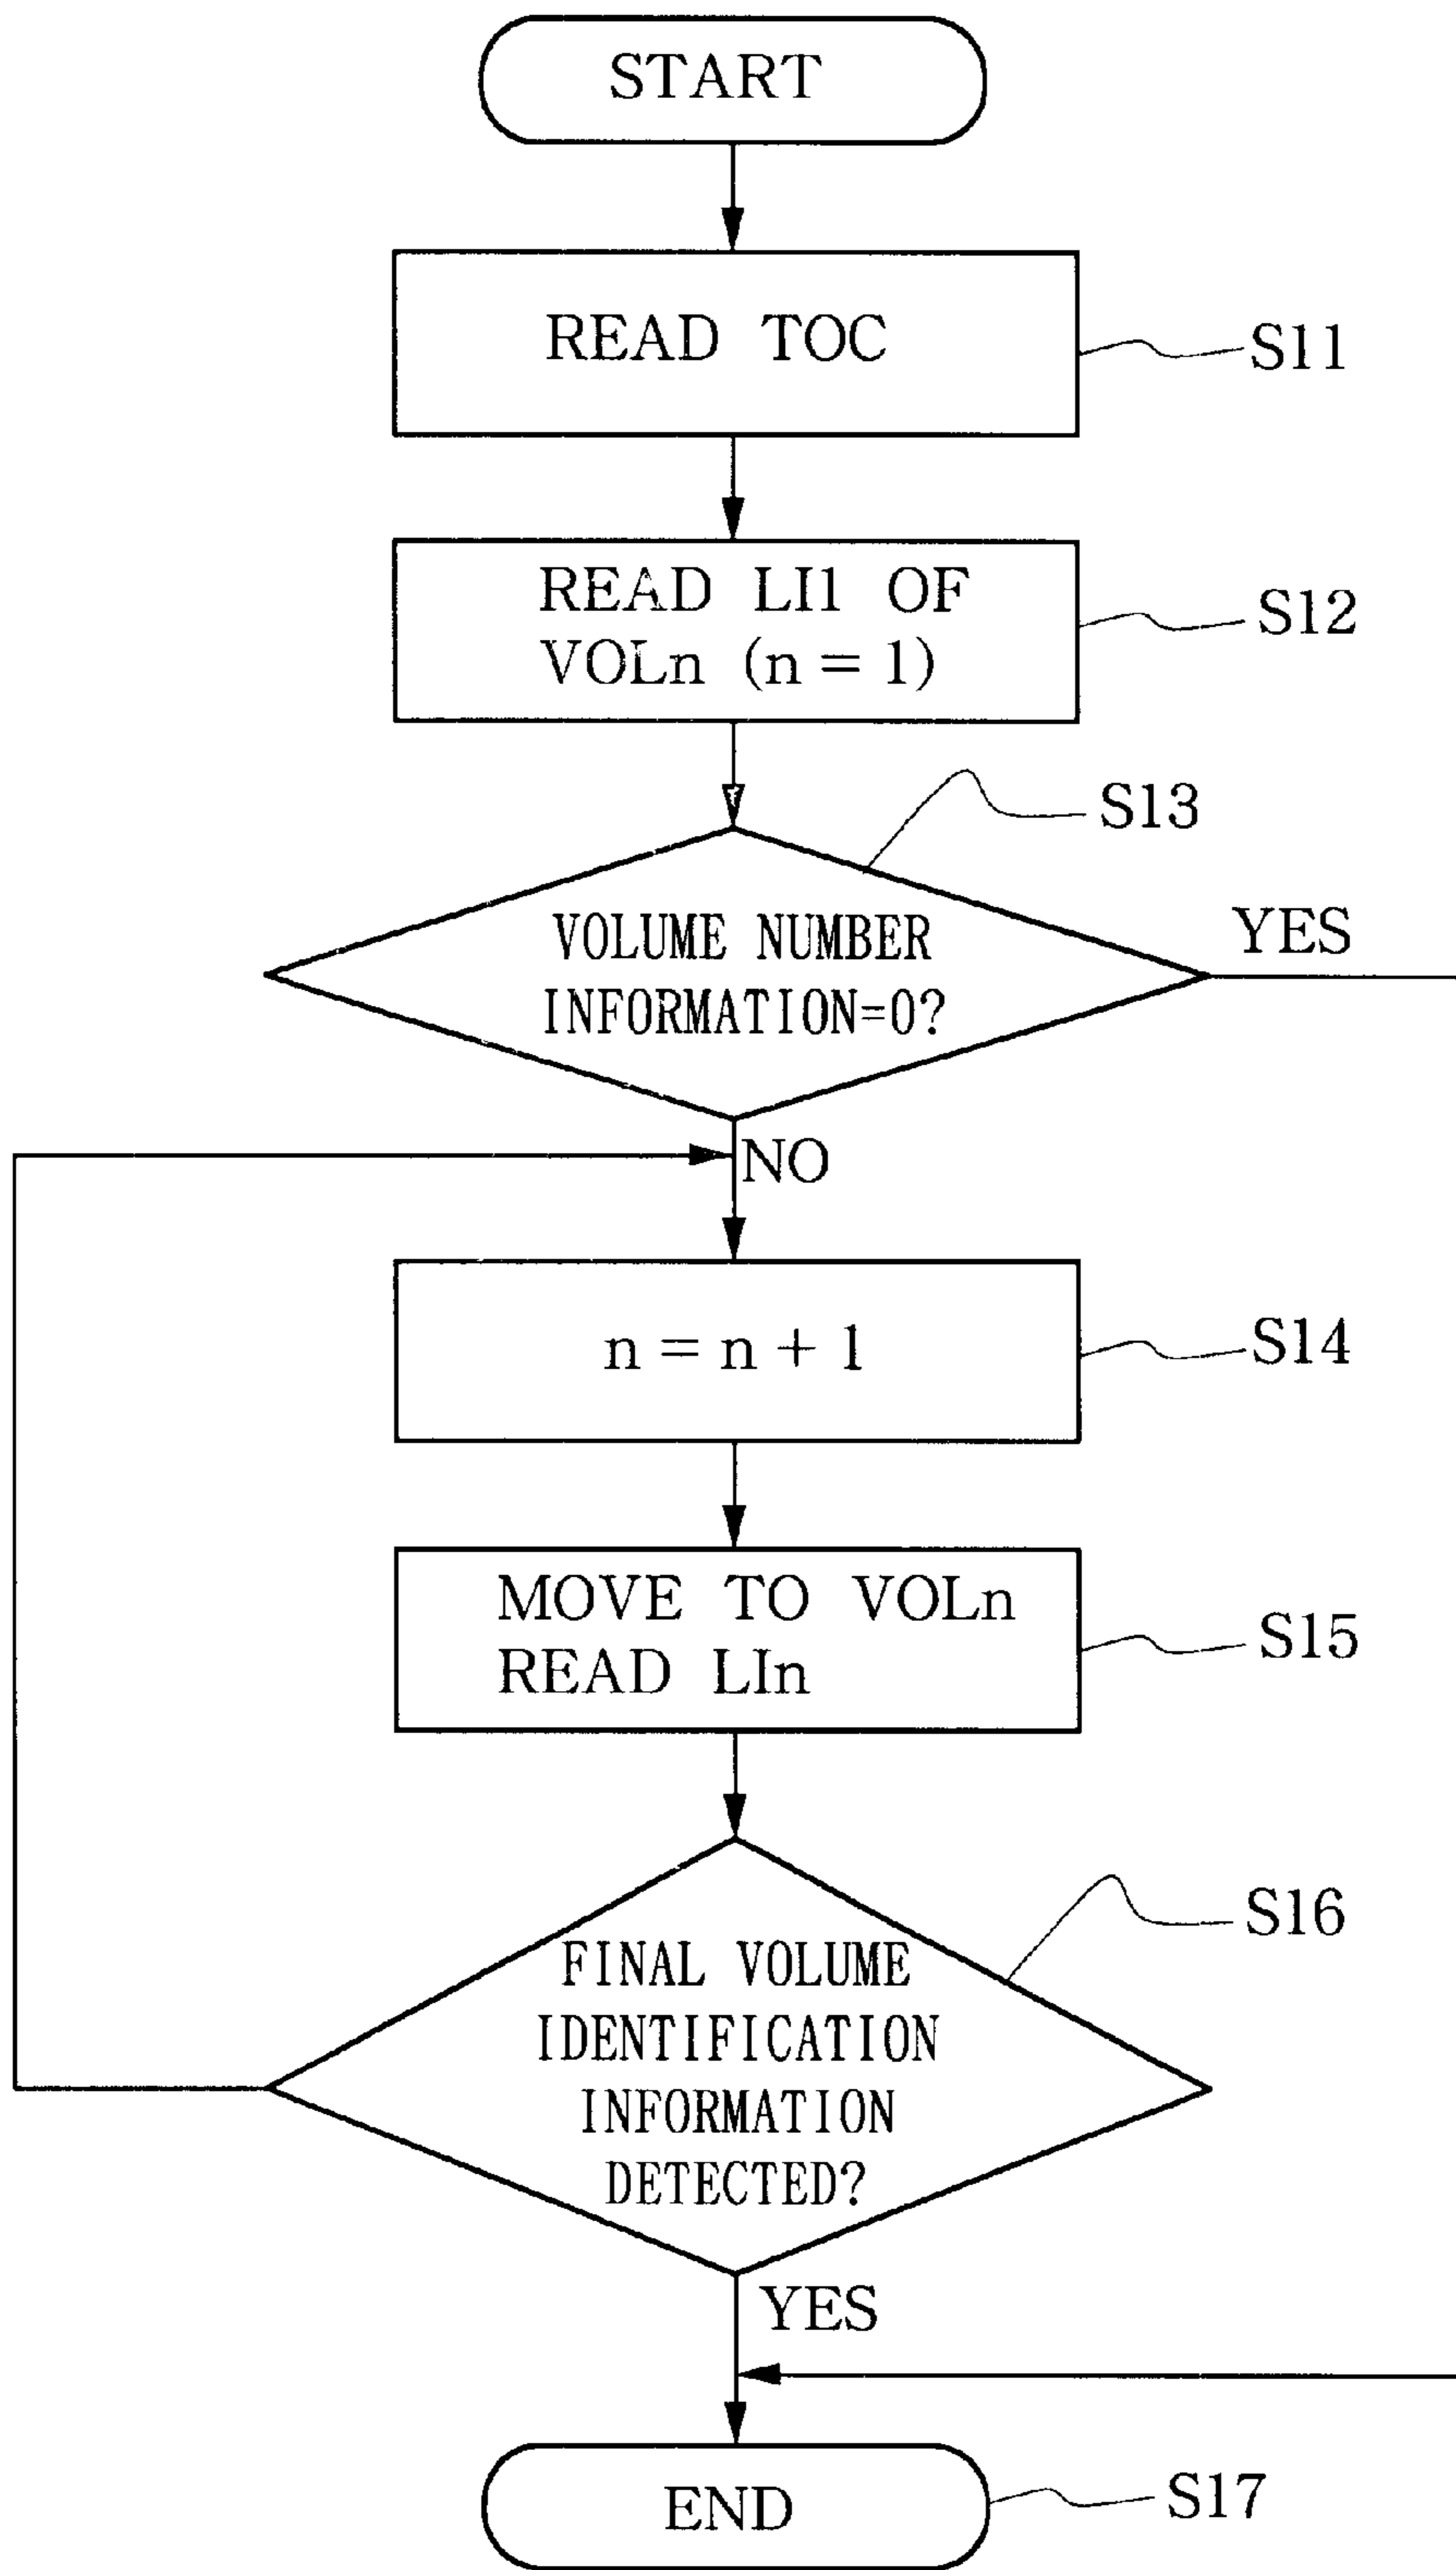 START
READ TOC
S11
READ LI1 OF
VOLn (n = 1)
S12
S13
VOLUME NUMBER
INFORMATION=0?
YES
NO
n = n + 1
S14
MOVE TO VOLn
READ LIn
S15
S16
FINAL VOLUME
IDENTIFICATION
INFORMATION
DETECTED?
YES
END
S17